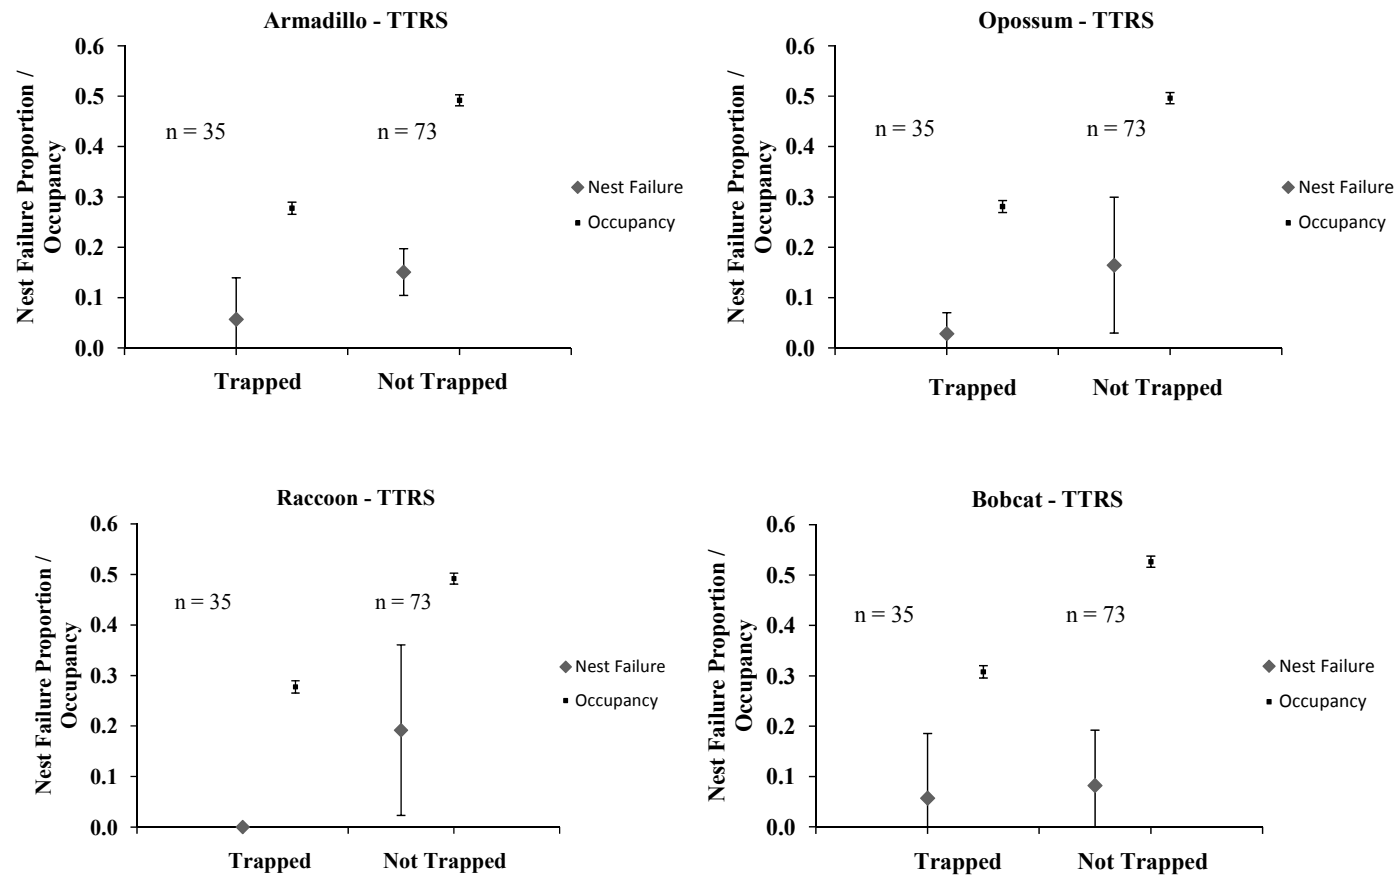 Armadillo - TTRS
Nest Failure Proportion /
Occupancy
0.6
0.5
0.4
0.3
0.2
0.1
0.0
n = 35
n = 73
Trapped
Not Trapped
Nest Failure
Occupancy
Opossum - TTRS
Nest Failure Proportion /
Occupancy
0.6
0.5
0.4
0.3
0.2
0.1
0.0
n = 35
n = 73
Trapped
Not Trapped
Nest Failure
Occupancy
Raccoon - TTRS
Nest Failure Proportion /
Occupancy
0.6
0.5
0.4
0.3
0.2
0.1
0.0
n = 35
n = 73
Trapped
Not Trapped
Nest Failure
Occupancy
Bobcat - TTRS
Nest Failure Proportion /
Occupancy
0.6
0.5
0.4
0.3
0.2
0.1
0.0
n = 35
n = 73
Trapped
Not Trapped
Nest Failure
Occupancy